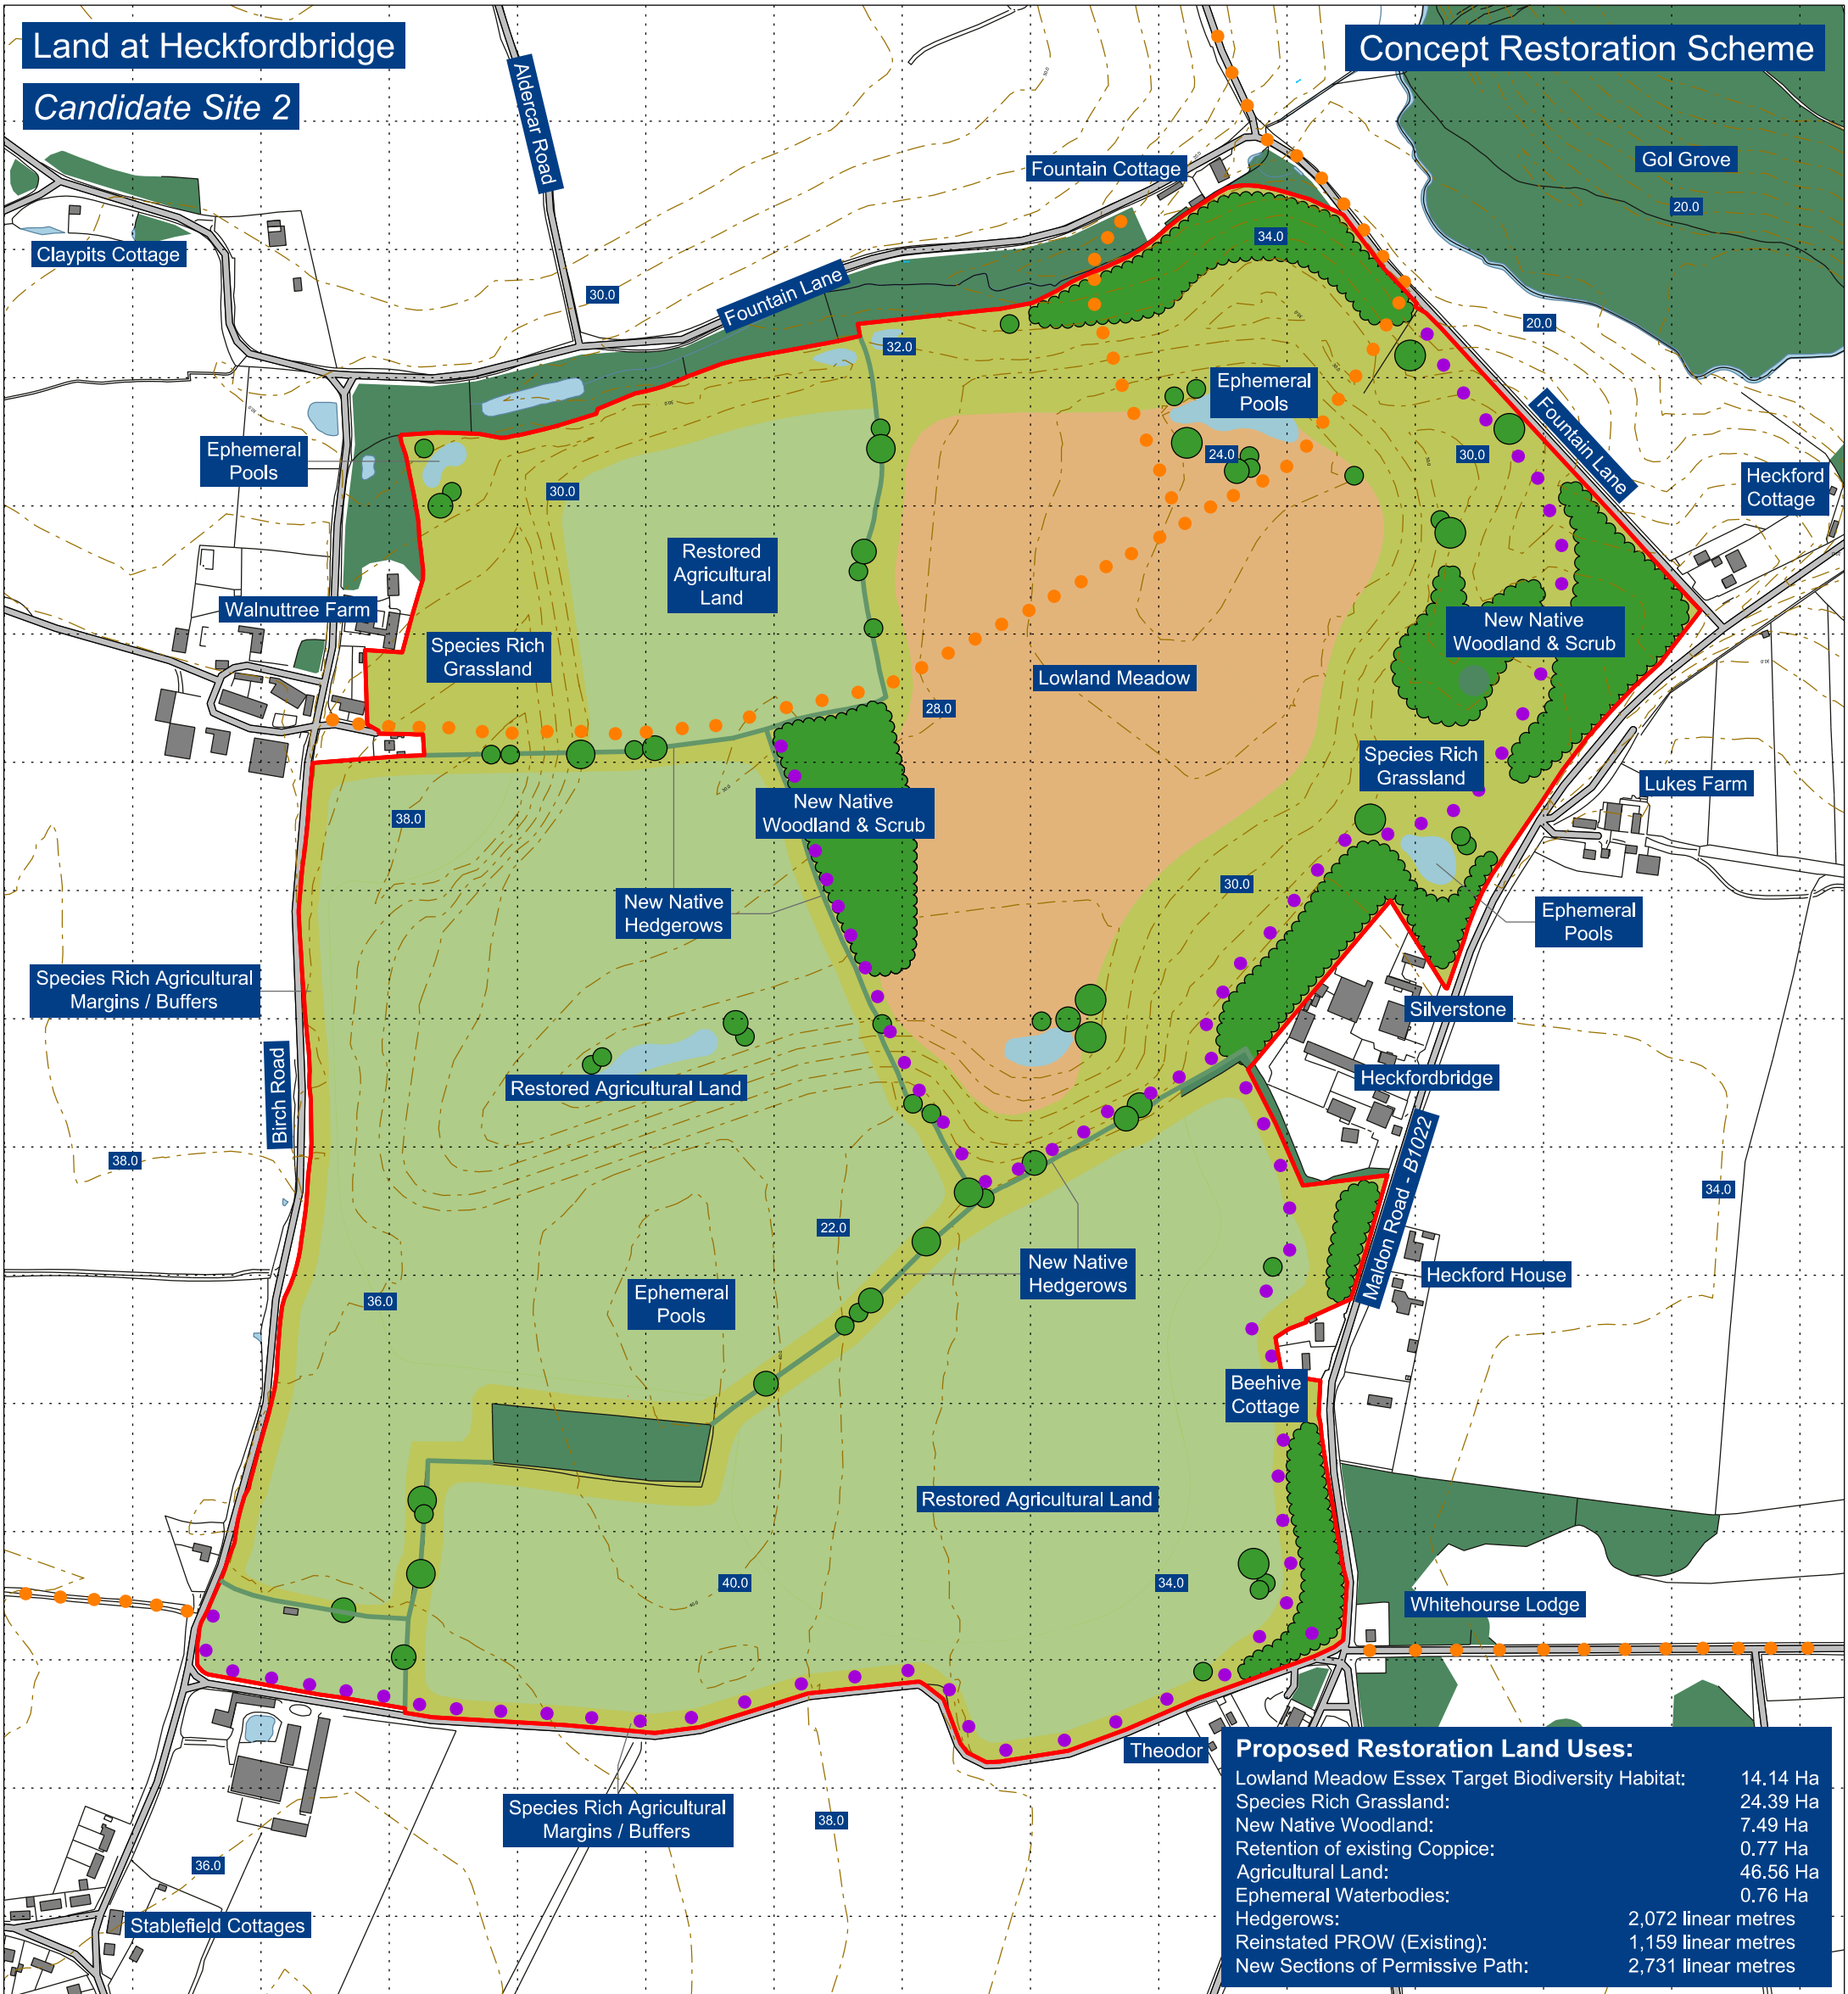 Land at Heckfordbridge
Candidate Site 2
Concept Restoration Scheme
Aldercar Road
Fountain Cottage
Gol Grove
20.0
34.0
Claypits Cottage
30.0
Fountain Lane
20.0
32.0
Ephemeral
Pools
Fountain Lane
Ephemeral
Pools
24.0
30.0
Heckford
Cottage
30.0
Restored
Agricultural
Land
Walnuttree Farm
Species Rich
Grassland
New Native
Woodland & Scrub
Lowland Meadow
28.0
Species Rich
Grassland
Lukes Farm
38.0
New Native
Woodland & Scrub
30.0
New Native
Hedgerows
Ephemeral
Pools
Species Rich Agricultural
Margins / Buffers
Silverstone
Birch Road
Restored Agricultural Land
Heckfordbridge
Maldon Road - B1022
38.0
34.0
22.0
New Native
Hedgerows
Heckford House
36.0
Ephemeral
Pools
Beehive
Cottage
Restored Agricultural Land
40.0
34.0
Whitehourse Lodge
Theodor
Species Rich Agricultural
Margins / Buffers
38.0
36.0
Stablefield Cottages
Proposed Restoration Land Uses:
Lowland Meadow Essex Target Biodiversity Habitat: 14.14 Ha
Species Rich Grassland: 24.39 Ha
New Native Woodland: 7.49 Ha
Retention of existing Coppice: 0.77 Ha
Agricultural Land: 46.56 Ha
Ephemeral Waterbodies: 0.76 Ha
Hedgerows: 2,072 linear metres
Reinstated PROW (Existing): 1,159 linear metres
New Sections of Permissive Path: 2,731 linear metres